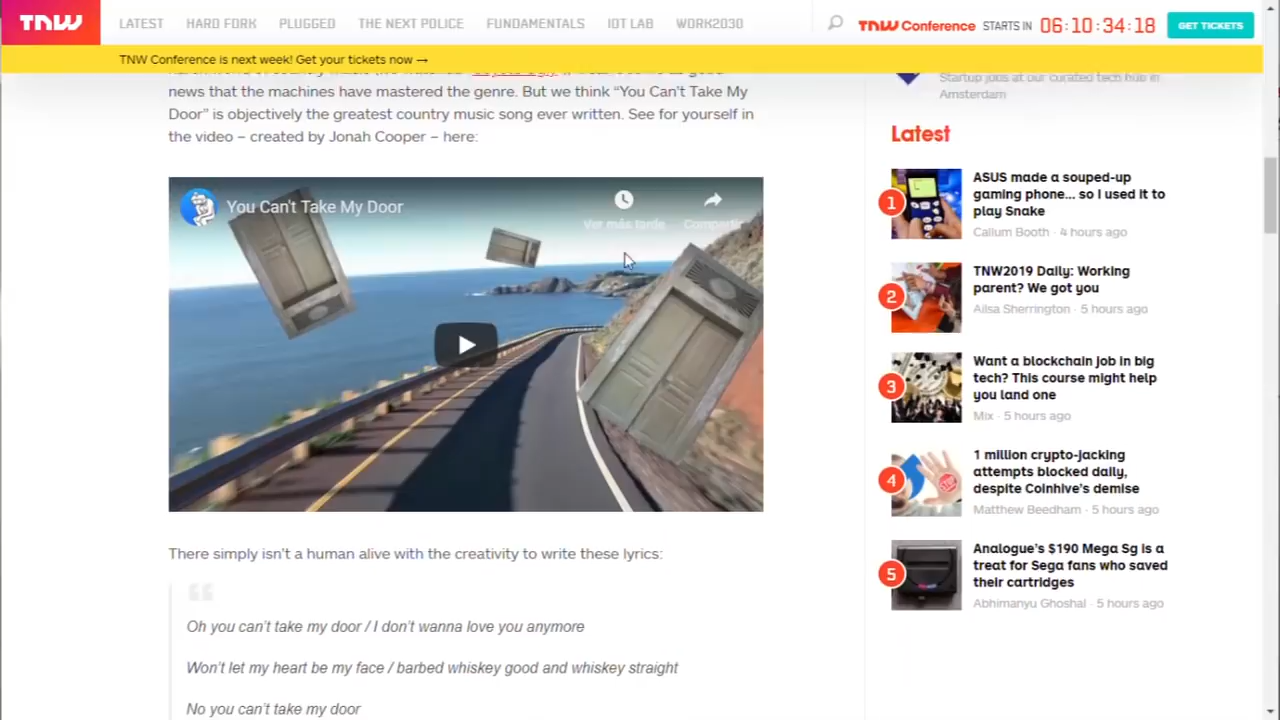 TNW
LATEST
HARD FORK
PLUGGED
THE NEXT POLICE
FUNDAMENTALS
IOT LAB
WORK2030
TNW Conference STARTS IN 06:10:34:18
GET TICKETS
TNW Conference is next week! Get your tickets now →
news that the machines have mastered the genre. But we think “You Can't Take My
Door” is objectively the greatest country music song ever written. See for yourself in
the video – created by Jonah Cooper – here:
You Can't Take My Door
Ver más tarde
Compartir
There simply isn't a human alive with the creativity to write these lyrics:
Oh you can’t take my door / I don’t wanna love you anymore
Won’t let my heart be my face / barbed whiskey good and whiskey straight
No you can’t take my door
Startup jobs at our curated tech hub in
Amsterdam
Latest
1
ASUS made a souped-up
gaming phone... so I used it to
play Snake
Callum Booth · 4 hours ago
2
TNW2019 Daily: Working
parent? We got you
Ailsa Sherrington · 5 hours ago
3
Want a blockchain job in big
tech? This course might help
you land one
Mix · 5 hours ago
4
1 million crypto-jacking
attempts blocked daily,
despite Coinhive’s demise
Matthew Beedham · 5 hours ago
5
Analogue’s $190 Mega Sg is a
treat for Sega fans who saved
their cartridges
Abhimanyu Ghoshal · 5 hours ago